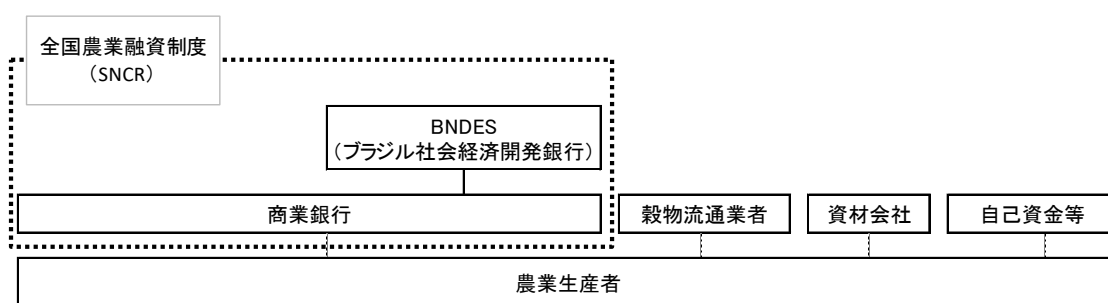 全国農業融資制度
（SNCR）
BNDES
（ブラジル社会経済開発銀行）
商業銀行
穀物流通業者
資材会社
自己資金等
農業生産者